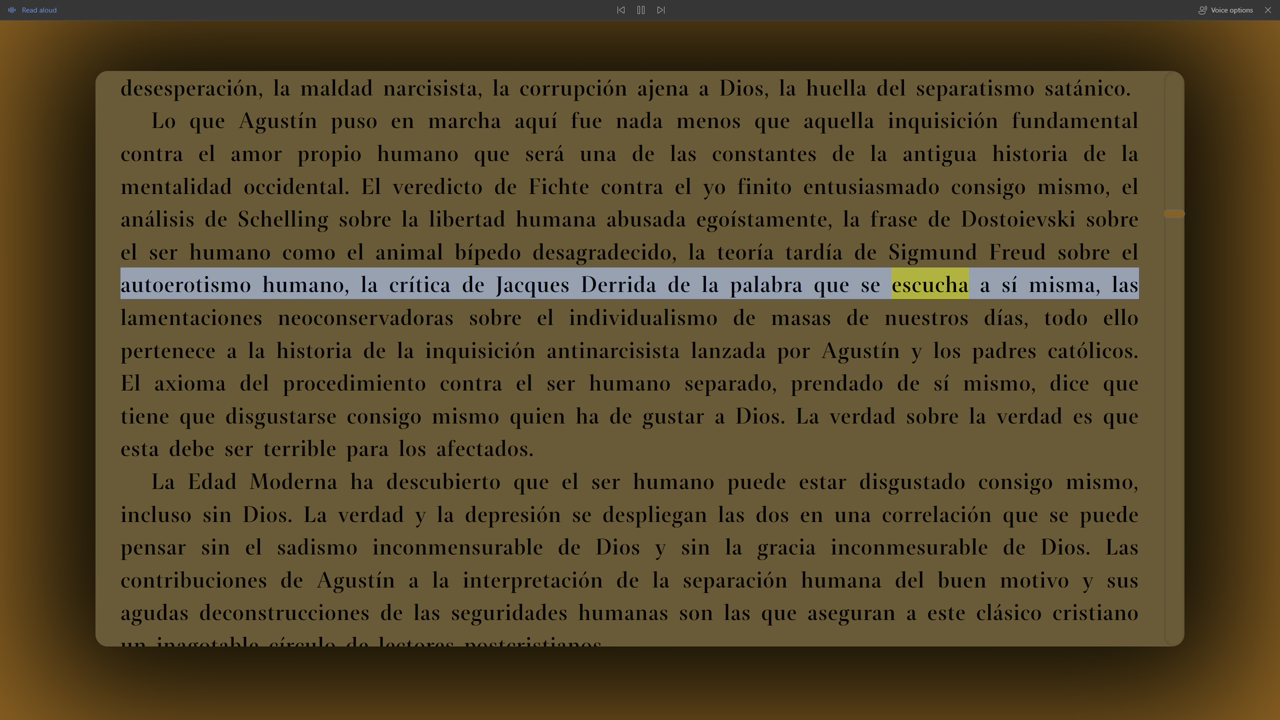 Read aloud
Voice options
desesperación, la maldad narcisista, la corrupción ajena a Dios, la huella del separatismo satánico.
Lo que Agustín puso en marcha aquí fue nada menos que aquella inquisición fundamental
contra el amor propio humano que será una de las constantes de la antigua historia de la
mentalidad occidental. El veredicto de Fichte contra el yo finito entusiasmado consigo mismo, el
análisis de Schelling sobre la libertad humana abusada egoístamente, la frase de Dostoievski sobre
el ser humano como el animal bípedo desagradecido, la teoría tardía de Sigmund Freud sobre el
autoerotismo humano, la crítica de Jacques Derrida de la palabra que se escucha a sí misma, las
lamentaciones neoconservadoras sobre el individualismo de masas de nuestros días, todo ello
pertenece a la historia de la inquisición antinarcisista lanzada por Agustín y los padres católicos.
El axioma del procedimiento contra el ser humano separado, prendado de sí mismo, dice que
tiene que disgustarse consigo mismo quien ha de gustar a Dios. La verdad sobre la verdad es que
esta debe ser terrible para los afectados.
La Edad Moderna ha descubierto que el ser humano puede estar disgustado consigo mismo,
incluso sin Dios. La verdad y la depresión se despliegan las dos en una correlación que se puede
pensar sin el sadismo inconmensurable de Dios y sin la gracia inconmesurable de Dios. Las
contribuciones de Agustín a la interpretación de la separación humana del buen motivo y sus
agudas deconstrucciones de las seguridades humanas son las que aseguran a este clásico cristiano
un inagotable círculo de lectores postcristianos.